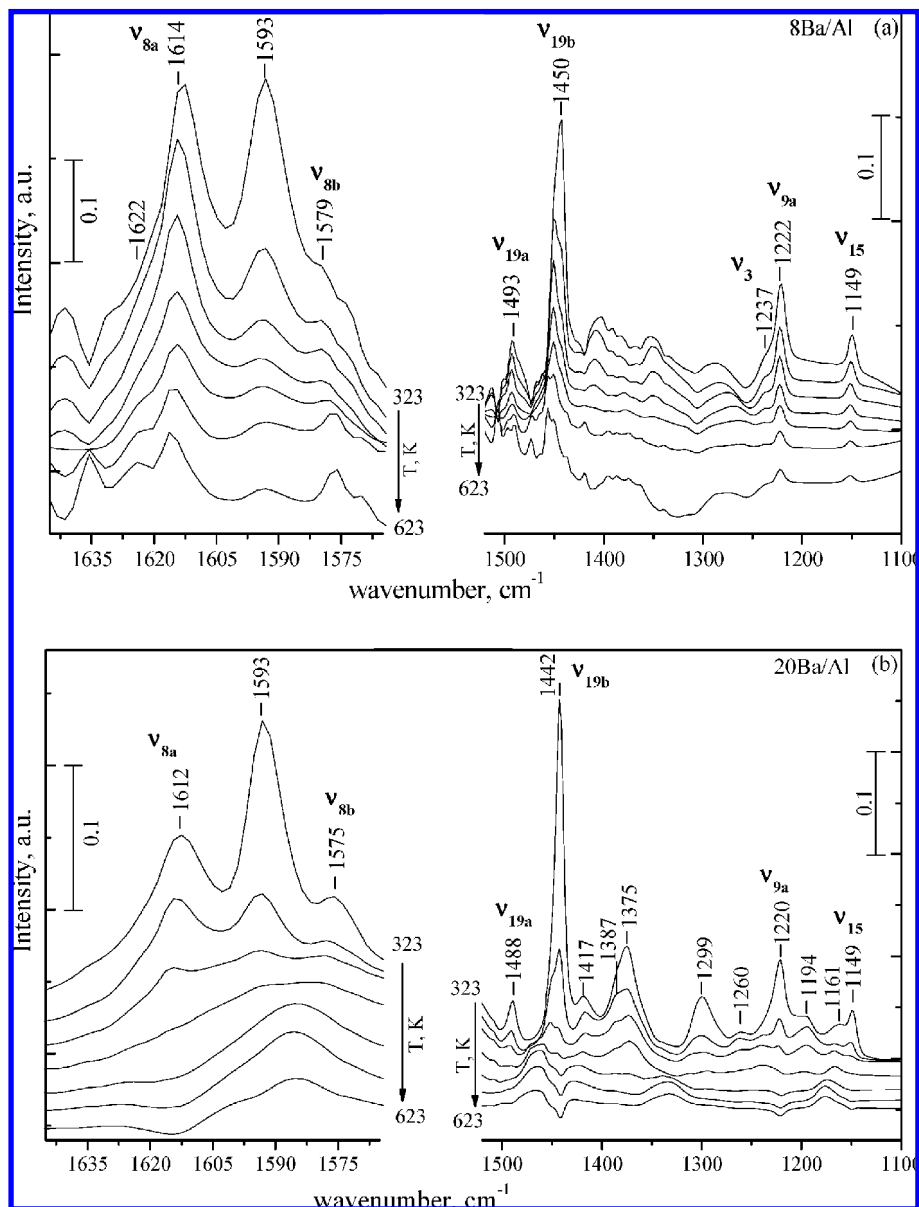 8Ba/Al (a)
ν8a
1614
1593
1622
ν8b
1579
0.1
Intensity, a.u.
323
T, K
623
1635 1620 1605 1590 1575
ν19b
1450
ν19a
1493
ν3
1237
ν9a
1222
ν15
1149
0.1
323
T, K
623
1500 1400 1300 1200 1100
wavenumber, cm-1
20Ba/Al (b)
ν8a
1612
1593
ν8b
1575
0.1
Intensity, a.u.
323
T, K
623
1635 1620 1605 1590 1575
1442
ν19b
ν19a
1488
1417
1387
1375
1299
1260
ν9a
1220
1194
1161
ν15
1149
0.1
323
T, K
623
1500 1400 1300 1200 1100
wavenumber, cm-1